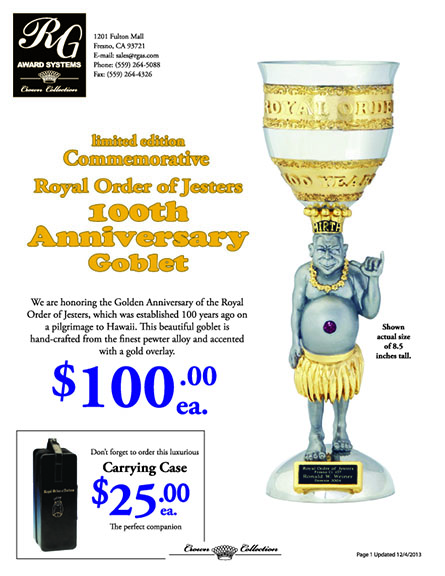 RG
AWARD SYSTEMS
Crown Collection
1201 Fulton Mall
Fresno, CA 93721
E-mail: sales@rgas.com
Phone: (559) 264-5088
Fax: (559) 264-4326
limited edition
Commemorative
Royal Order of Jesters
100th
Anniversary
Goblet
We are honoring the Golden Anniversary of the Royal
Order of Jesters, which was established 100 years ago on
a pilgrimage to Hawaii. This beautiful goblet is
hand-crafted from the finest pewter alloy and accented
with a gold overlay.
$100.00
ea.
ROYAL ORDE
100 YEAR
MIRTH
Shown
actual size
of 8.5
inches tall.
Royal Order of Jesters
Ronald W. Weiner
Don't forget to order this luxurious
Carrying Case
$25.00
ea.
The perfect companion
Crown Collection
Page 1 Updated 12/4/2013